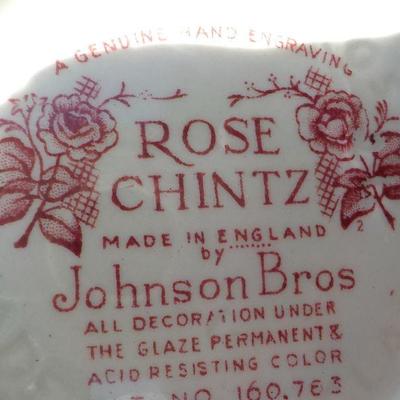 A GENUINE HAND ENGRAVING
ROSE
CHINTZ
MADE IN ENGLAND
2
by
Johnson Bros
ALL DECORATION UNDER
THE GLAZE PERMANENT &
ACID RESISTING COLOR
NO. 160,763